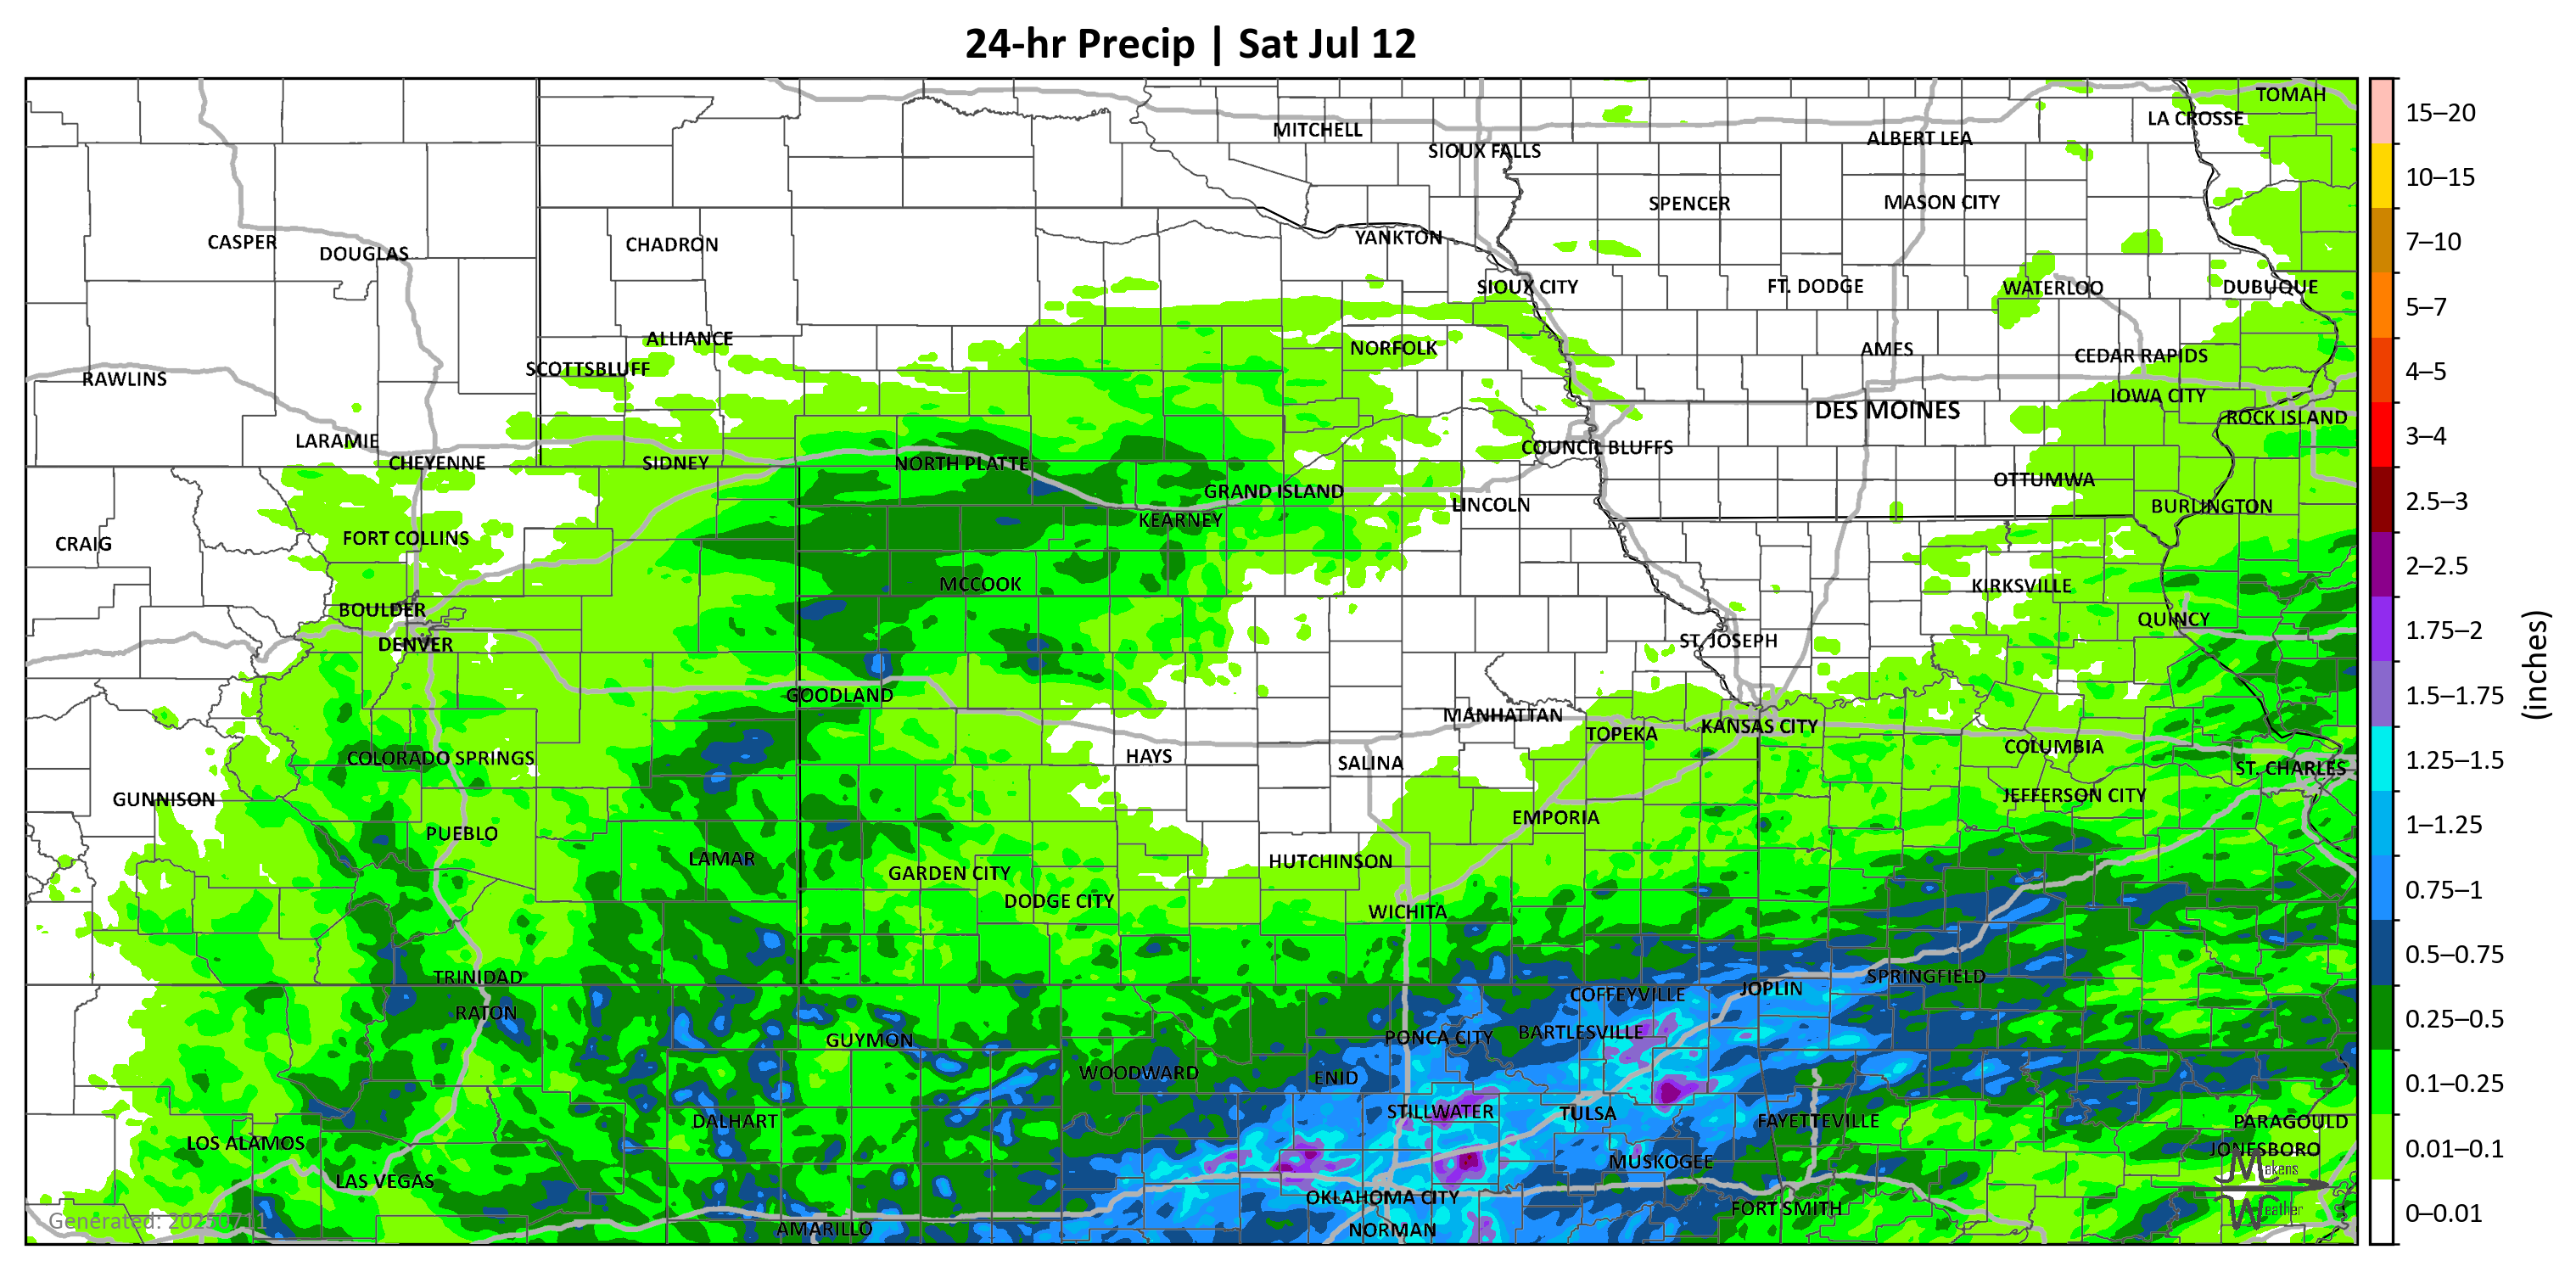 24-hr Precip | Sat Jul 12
TOMAH
LA CROSSE
MITCHELL
ALBERT LEA
SIOUX FALLS
SPENCER
MASON CITY
YANKTON
CASPER
CHADRON
DOUGLAS
SIOUX CITY
FT. DODGE
WATERLOO
DUBUQUE
ALLIANCE
NORFOLK
AMES
CEDAR RAPIDS
SCOTTSBLUFF
RAWLINS
IOWA CITY
DES MOINES
ROCK ISLAND
LARAMIE
COUNCIL BLUFFS
CHEYENNE
SIDNEY
NORTH PLATTE
OTTUMWA
GRAND ISLAND
LINCOLN
BURLINGTON
KEARNEY
FORT COLLINS
CRAIG
MCCOOK
KIRKSVILLE
BOULDER
QUINCY
DENVER
ST. JOSEPH
GOODLAND
MANHATTAN
TOPEKA
KANSAS CITY
COLUMBIA
COLORADO SPRINGS
HAYS
SALINA
ST. CHARLES
GUNNISON
JEFFERSON CITY
EMPORIA
PUEBLO
LAMAR
HUTCHINSON
GARDEN CITY
DODGE CITY
WICHITA
TRINIDAD
SPRINGFIELD
JOPLIN
COFFEYVILLE
RATON
GUYMON
PONCA CITY
BARTLESVILLE
WOODWARD
ENID
STILLWATER
TULSA
DALHART
FAYETTEVILLE
PARAGOULD
LOS ALAMOS
JONESBORO
MUSKOGEE
LAS VEGAS
OKLAHOMA CITY
FORT SMITH
AMARILLO
NORMAN
Generated: 20250711
Makens
Weather
15–20
10–15
7–10
5–7
4–5
3–4
2.5–3
2–2.5
1.75–2
1.5–1.75
1.25–1.5
1–1.25
0.75–1
0.5–0.75
0.25–0.5
0.1–0.25
0.01–0.1
0–0.01
(inches)